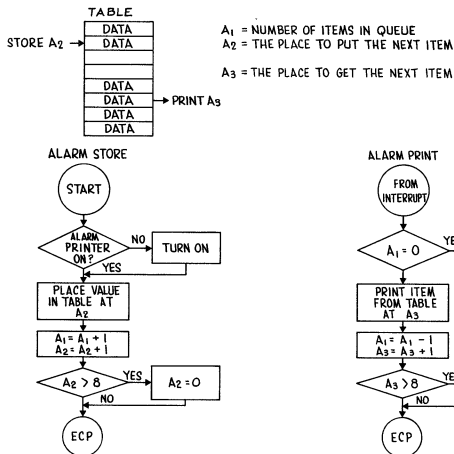 TABLE
DATA
STORE A2
DATA
DATA
DATA
PRINT A3
DATA
DATA
A1 = NUMBER OF ITEMS IN QUEUE
A2 = THE PLACE TO PUT THE NEXT ITEM
A3 = THE PLACE TO GET THE NEXT ITEM
ALARM STORE
START
ALARM
PRINTER
ON?
NO
TURN ON
YES
PLACE VALUE
IN TABLE AT
A2
A1 = A1 + 1
A2 = A2 + 1
A2 > 8
YES
A2 = 0
NO
ECP
ALARM PRINT
FROM
INTERRUPT
A1 = 0
PRINT ITEM
FROM TABLE
AT A3
A1 = A1 - 1
A3 = A3 + 1
A3 > 8
NO
ECP